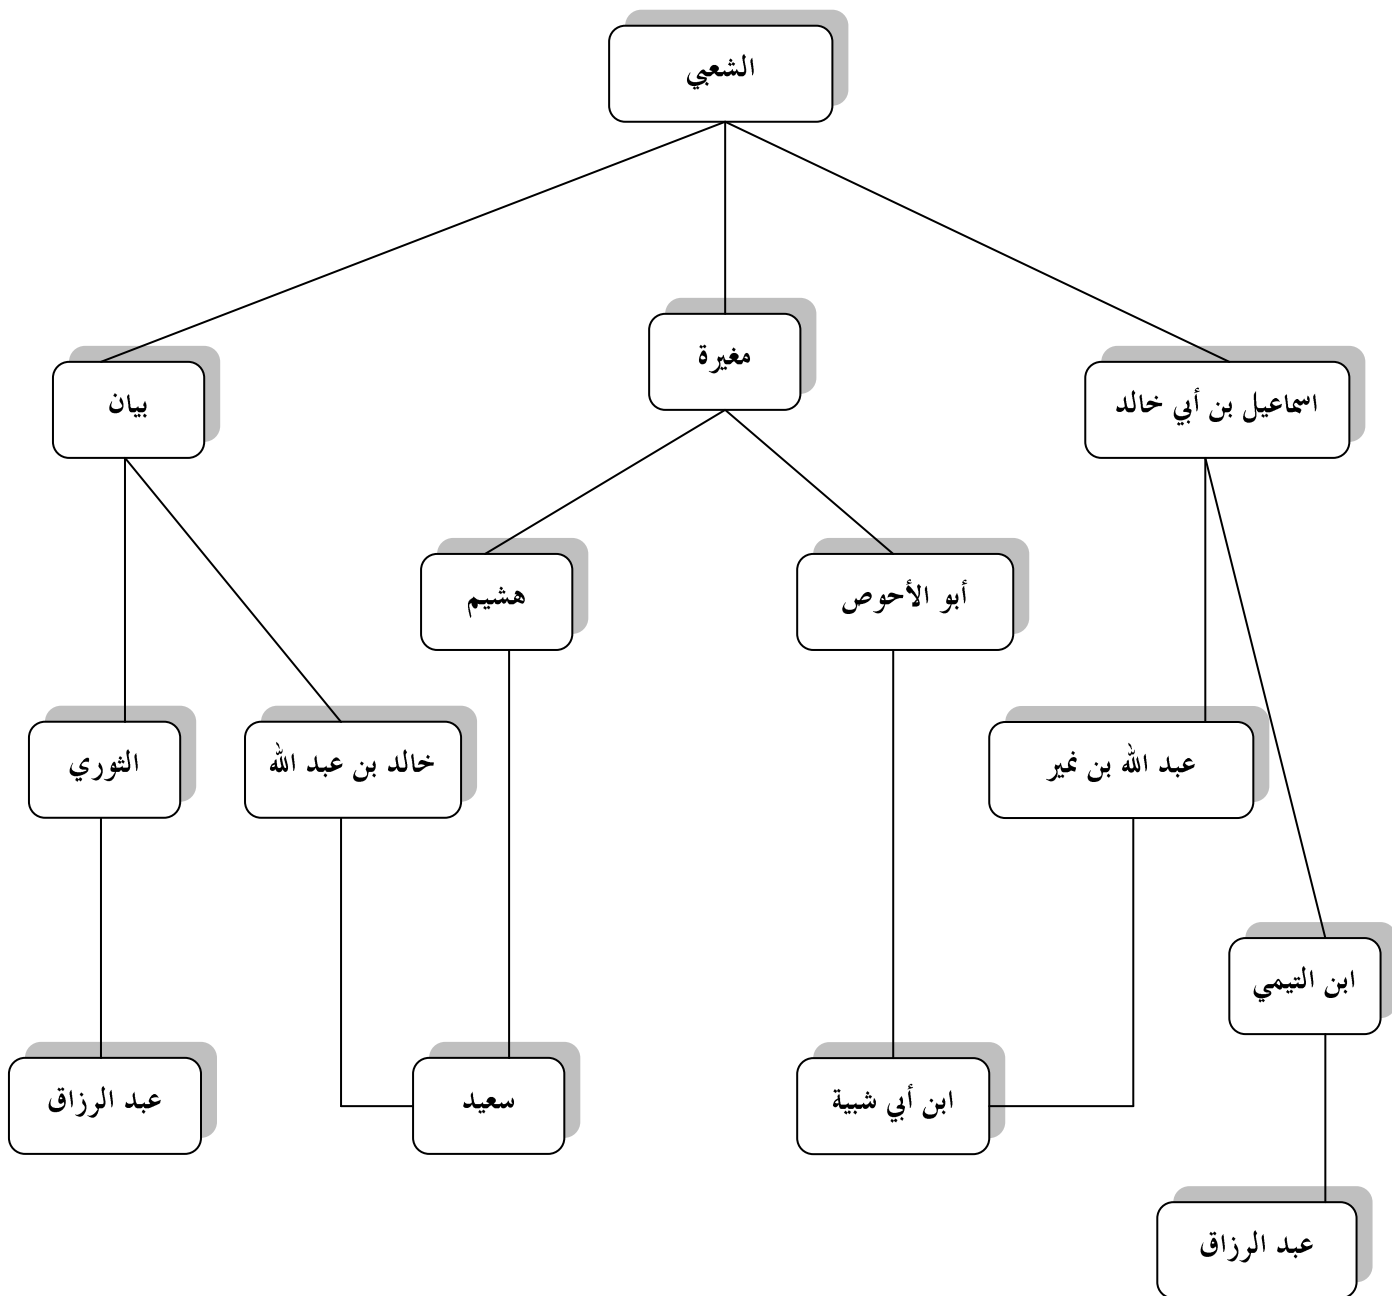 الشعبي
مغيرة
اسماعيل بن أبي خالد
بيان
أبو الأحوص
هشيم
عبد الله بن نمير
خالد بن عبد الله
الثوري
ابن التيمي
ابن أبي شبية
سعيد
عبد الرزاق
عبد الرزاق